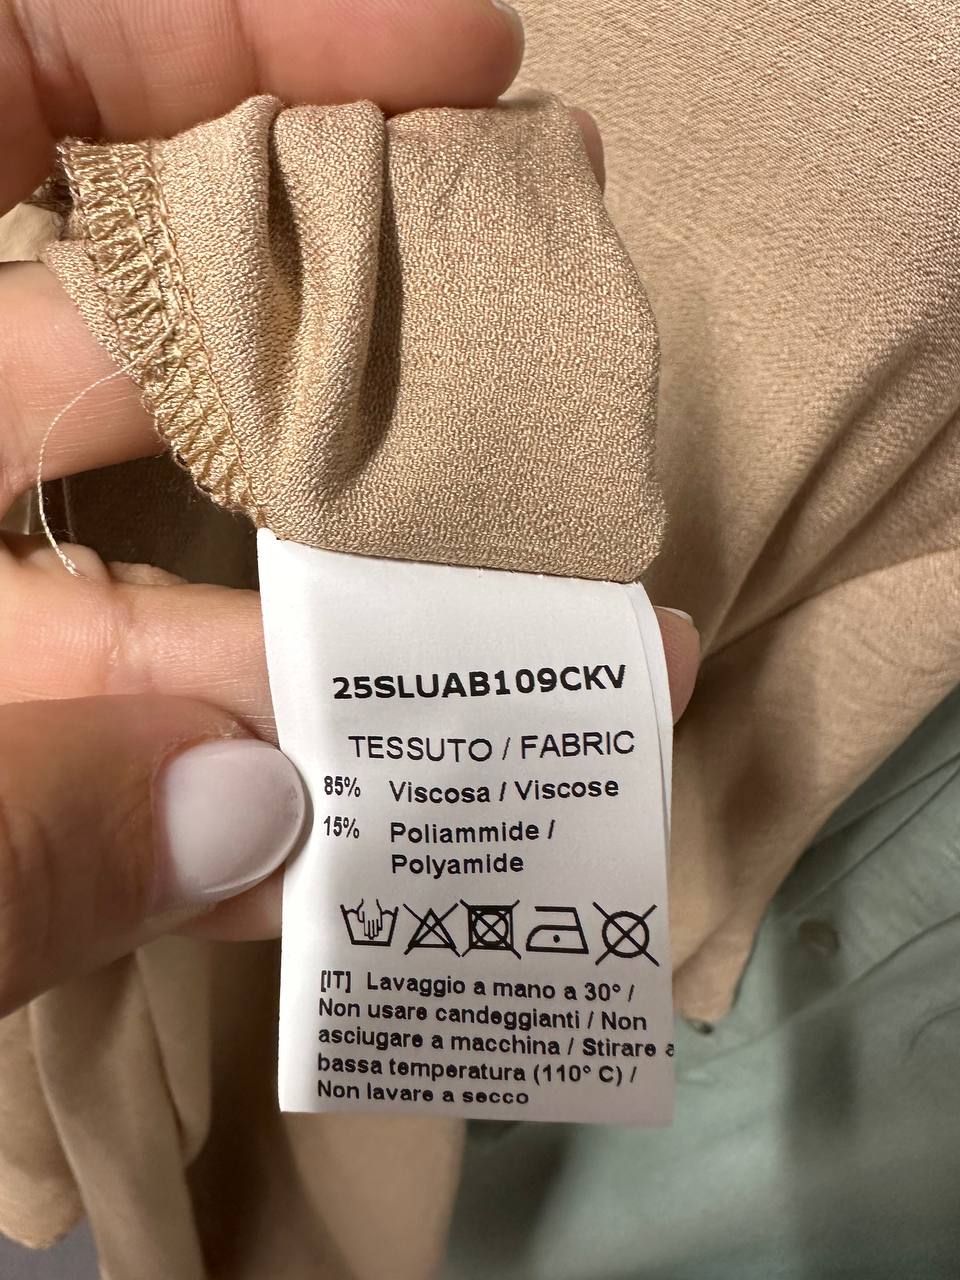 25SLUAB109CKV
TESSUTO / FABRIC
85% Viscosa / Viscose
15% Poliammide /
Polyamide
[IT] Lavaggio a mano a 30° /
Non usare candeggianti / Non
asciugare a macchina / Stirare a
bassa temperatura (110° C) /
Non lavare a secco